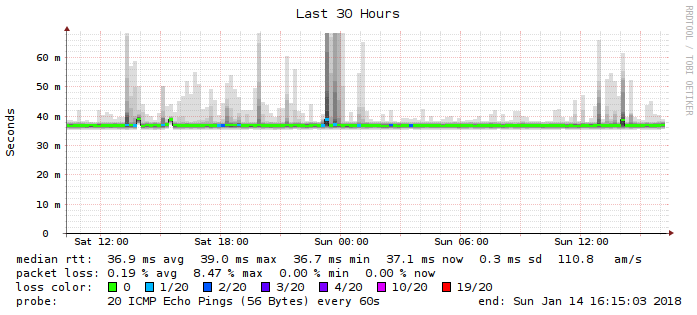 Last 30 Hours
RRDTOOL / TOBI OETIKER
Seconds
60 m
50 m
40 m
30 m
20 m
10 m
0
Sat 12:00 Sat 18:00 Sun 00:00 Sun 06:00 Sun 12:00
median rtt: 36.9 ms avg 39.0 ms max 36.7 ms min 37.1 ms now 0.3 ms sd 110.8 am/s
packet loss: 0.19 % avg 8.47 % max 0.00 % min 0.00 % now
loss color: 0 1/20 2/20 3/20 4/20 10/20 19/20
probe: 20 ICMP Echo Pings (56 Bytes) every 60s end: Sun Jan 14 16:15:03 2018